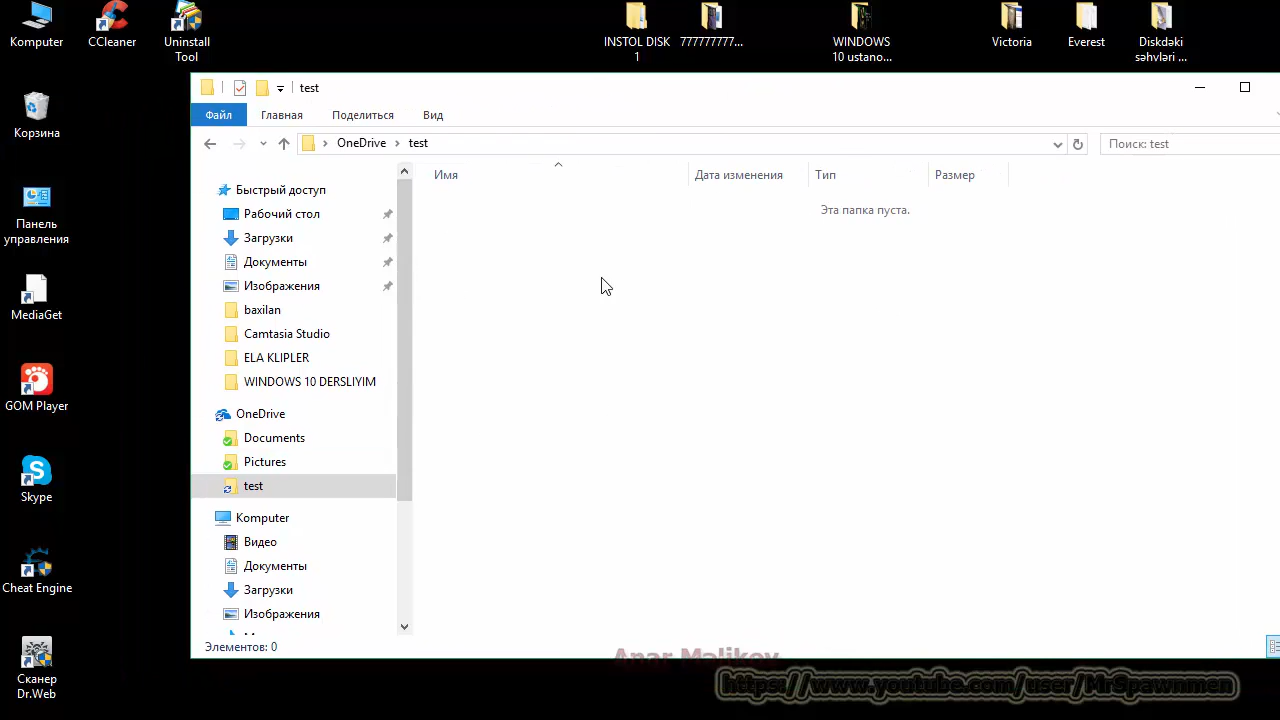 Komputer
CCleaner
Uninstall
Tool
INSTOL DISK
1
777777777...
WINDOWS
10 ustano...
Victoria
Everest
Diskdəki
səhvləri ...
Корзина
Панель
управления
MediaGet
GOM Player
Skype
Cheat Engine
Сканер
Dr.Web
test
Файл
Главная
Поделиться
Вид
OneDrive
test
Поиск: test
Имя
Дата изменения
Тип
Размер
Эта папка пуста.
Быстрый доступ
Рабочий стол
Загрузки
Документы
Изображения
baxilan
Camtasia Studio
ELA KLIPLER
WINDOWS 10 DERSLIYIM
OneDrive
Documents
Pictures
test
Komputer
Видео
Документы
Загрузки
Изображения
Элементов: 0
Anar Malikov
https://www.youtube.com/user/MrSpawnmen